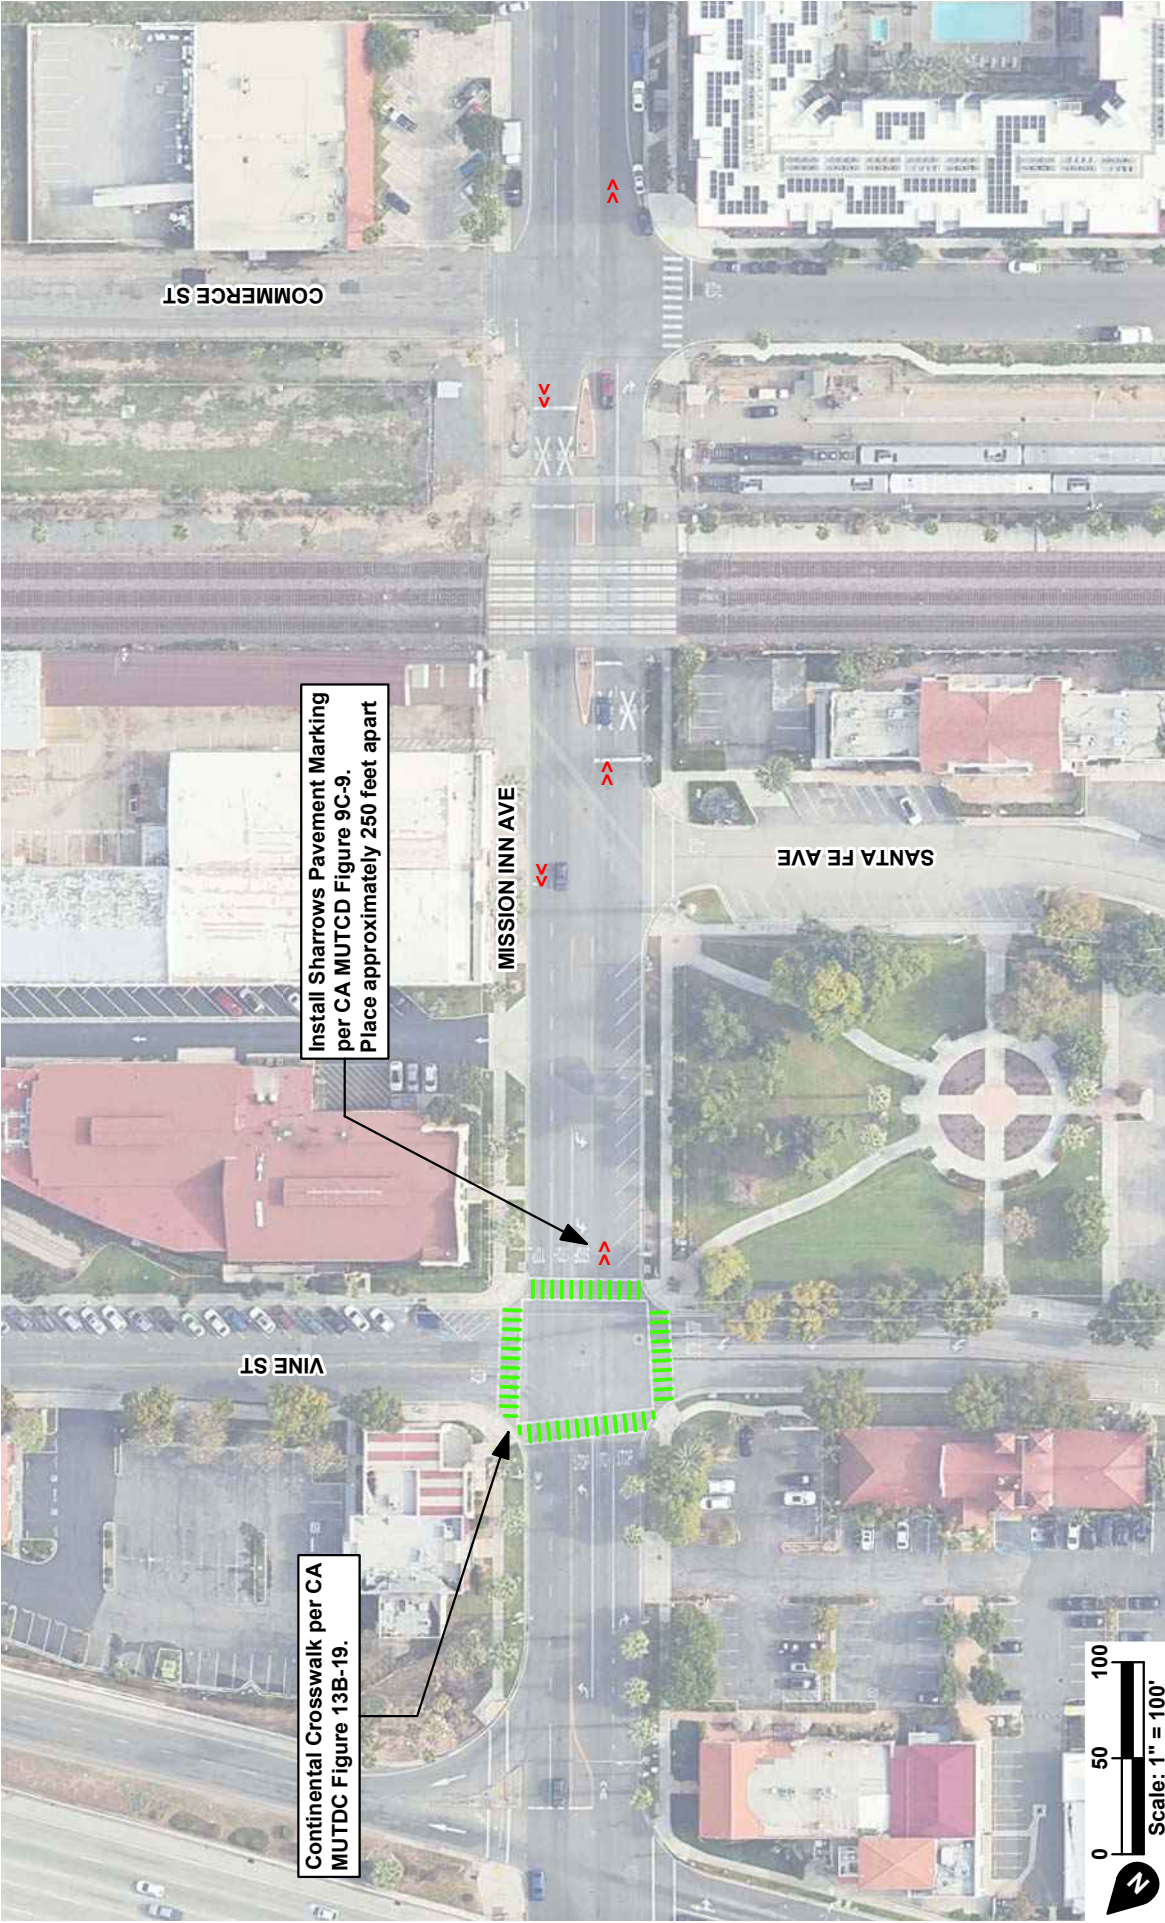 COMMERCE ST
Install Sharrows Pavement Marking
per CA MUTCD Figure 9C-9.
Place approximately 250 feet apart
MISSION INN AVE
SANTA FE AVE
VINE ST
Continental Crosswalk per CA
MUTDC Figure 13B-19.
0 50 100
Scale: 1" = 100'
N